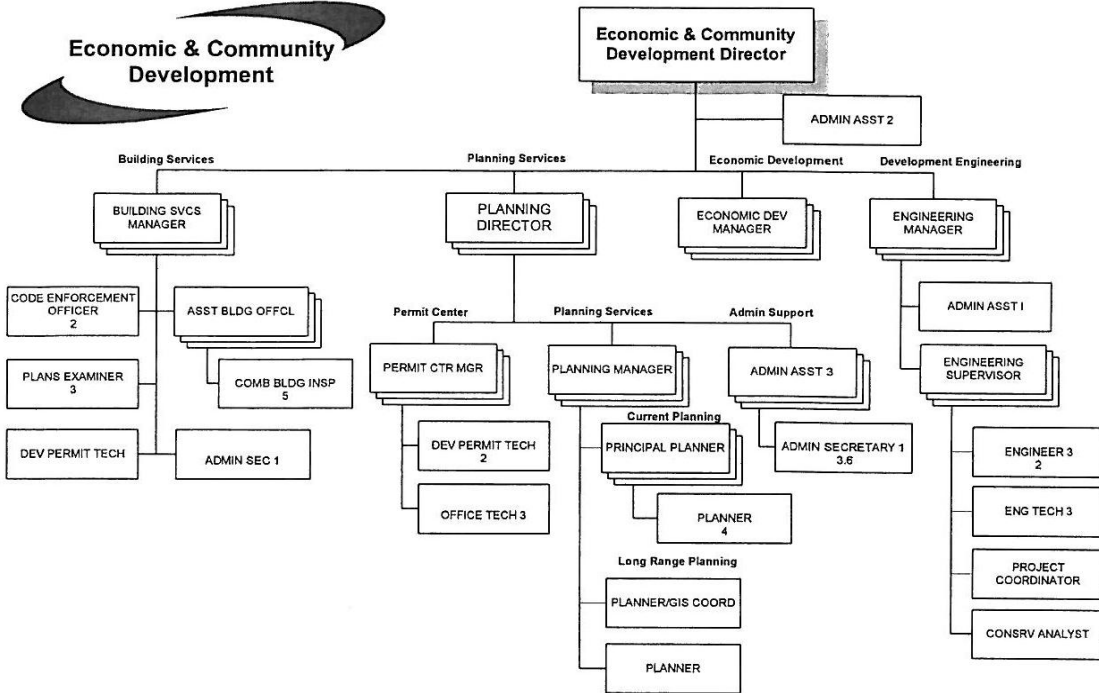 Economic & Community
Development
Economic & Community
Development Director
ADMIN ASST 2
Building Services
Planning Services
Economic Development
Development Engineering
BUILDING SVCS
MANAGER
PLANNING
DIRECTOR
ECONOMIC DEV
MANAGER
ENGINEERING
MANAGER
CODE ENFORCEMENT
OFFICER
2
ASST BLDG OFFCL
PLANS EXAMINER
3
COMB BLDG INSP
5
DEV PERMIT TECH
ADMIN SEC 1
Permit Center
Planning Services
Admin Support
PERMIT CTR MGR
PLANNING MANAGER
ADMIN ASST 3
DEV PERMIT TECH
2
OFFICE TECH 3
Current Planning
PRINCIPAL PLANNER
PLANNER
4
Long Range Planning
PLANNER/GIS COORD
PLANNER
ADMIN SECRETARY 1
3.6
ADMIN ASST I
ENGINEERING
SUPERVISOR
ENGINEER 3
2
ENG TECH 3
PROJECT
COORDINATOR
CONSRV ANALYST